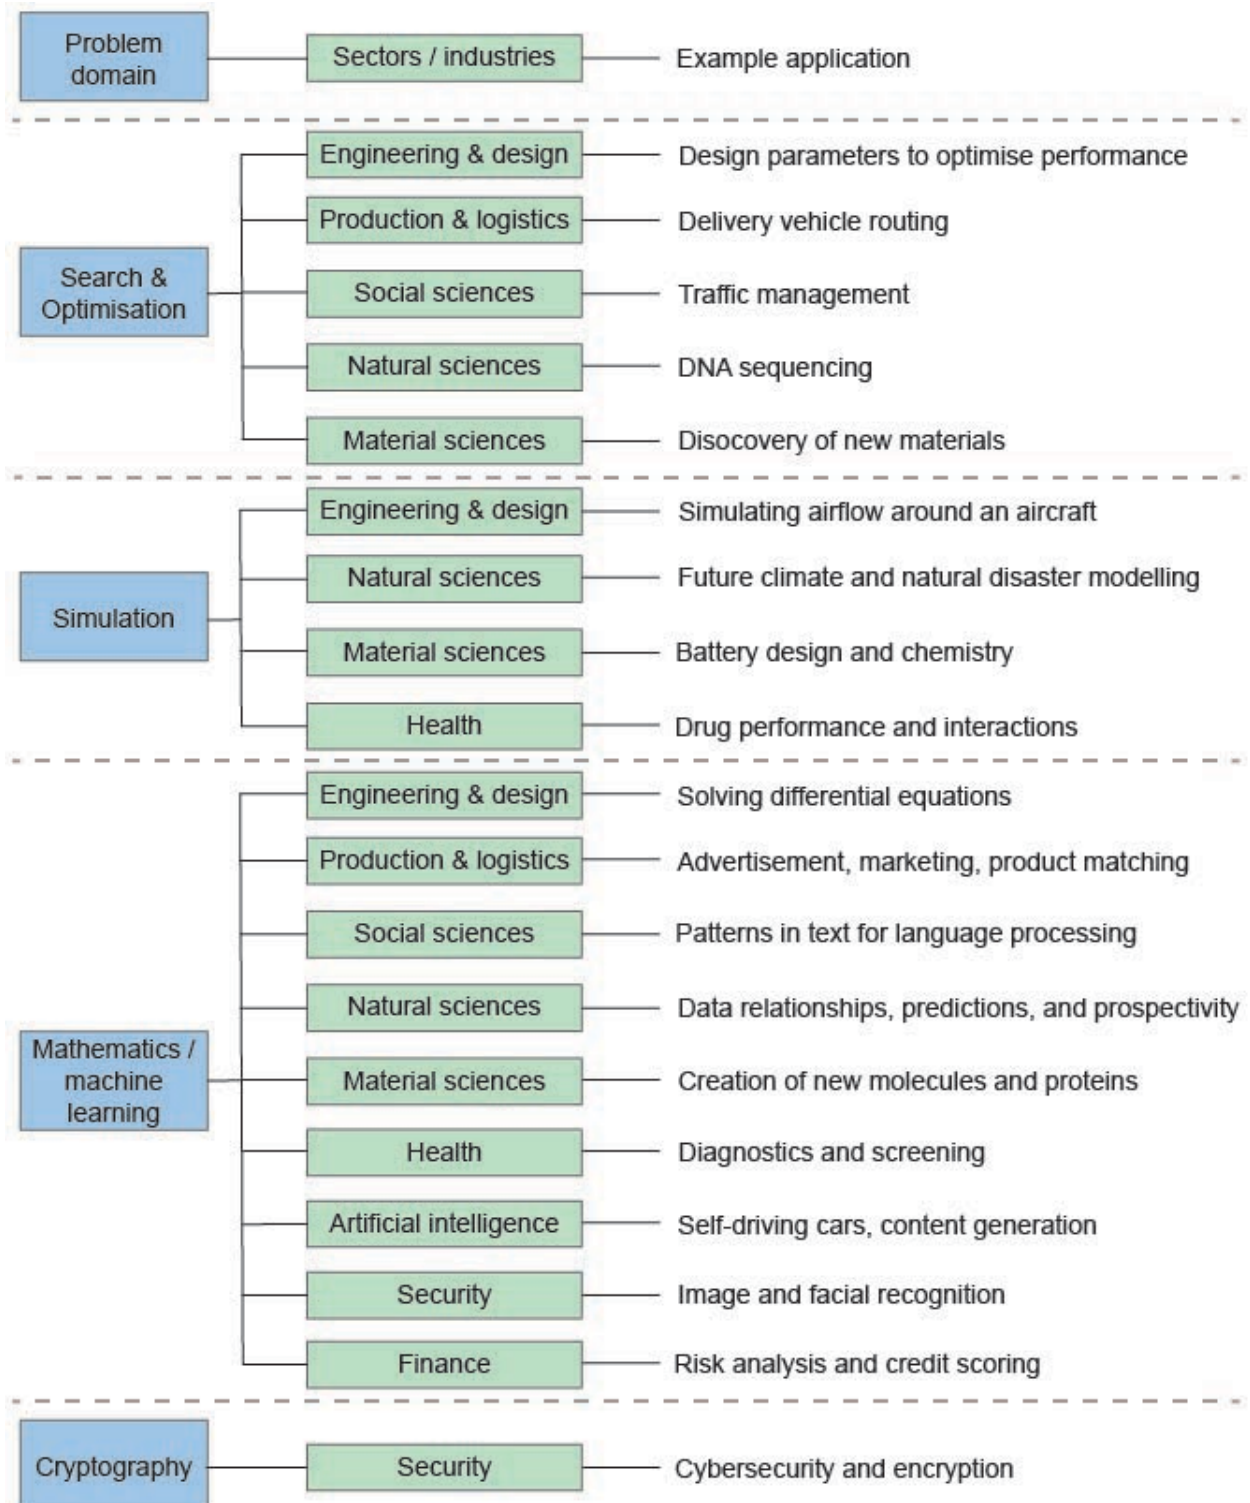 Problem
domain
Sectors / industries
Example application
Search &
Optimisation
Engineering & design
Design parameters to optimise performance
Production & logistics
Delivery vehicle routing
Social sciences
Traffic management
Natural sciences
DNA sequencing
Material sciences
Disocovery of new materials
Simulation
Engineering & design
Simulating airflow around an aircraft
Natural sciences
Future climate and natural disaster modelling
Material sciences
Battery design and chemistry
Health
Drug performance and interactions
Mathematics /
machine
learning
Engineering & design
Solving differential equations
Production & logistics
Advertisement, marketing, product matching
Social sciences
Patterns in text for language processing
Natural sciences
Data relationships, predictions, and prospectivity
Material sciences
Creation of new molecules and proteins
Health
Diagnostics and screening
Artificial intelligence
Self-driving cars, content generation
Security
Image and facial recognition
Finance
Risk analysis and credit scoring
Cryptography
Security
Cybersecurity and encryption